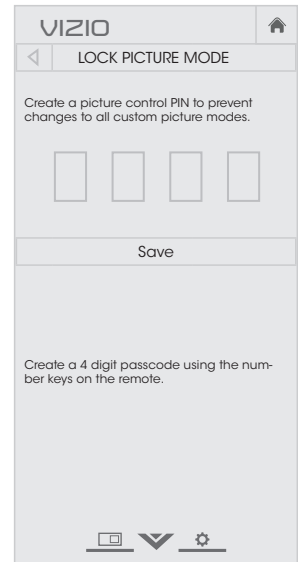 VIZIO
LOCK PICTURE MODE
Create a picture control PIN to prevent
changes to all custom picture modes.
Save
Create a 4 digit passcode using the num-
ber keys on the remote.